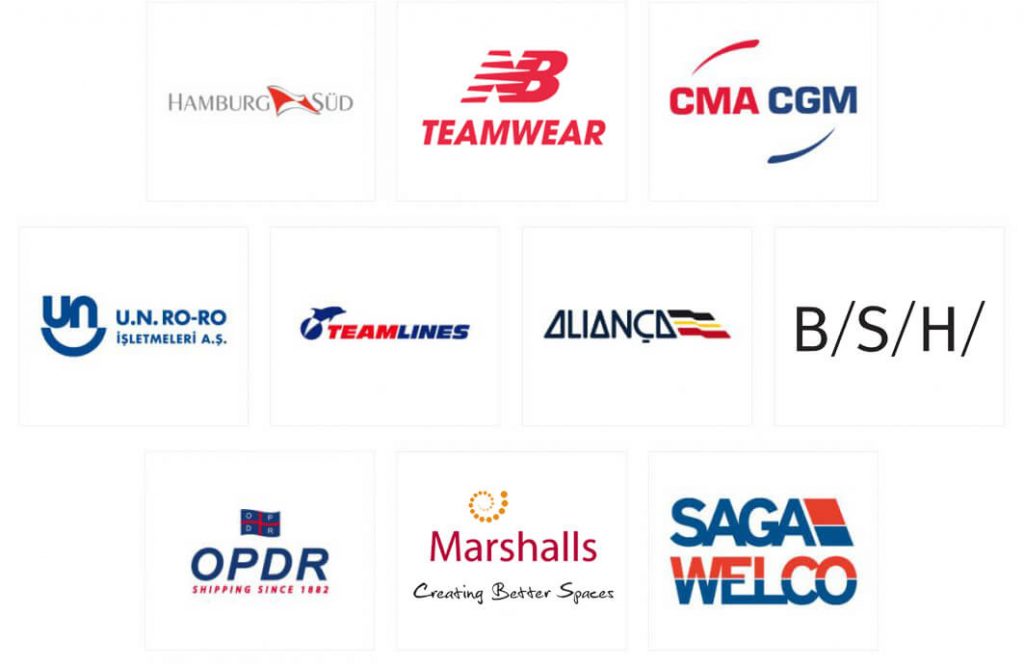 HAMBURG SÜD
NB
TEAMWEAR
CMA CGM
un
U.N. RO-RO
İŞLETMELERİ A.Ş.
TEAMLINES
ALIANÇA
B/S/H/
O P
D R
OPDR
SHIPPING SINCE 1882
Marshalls
Creating Better Spaces
SAGA
WELCO